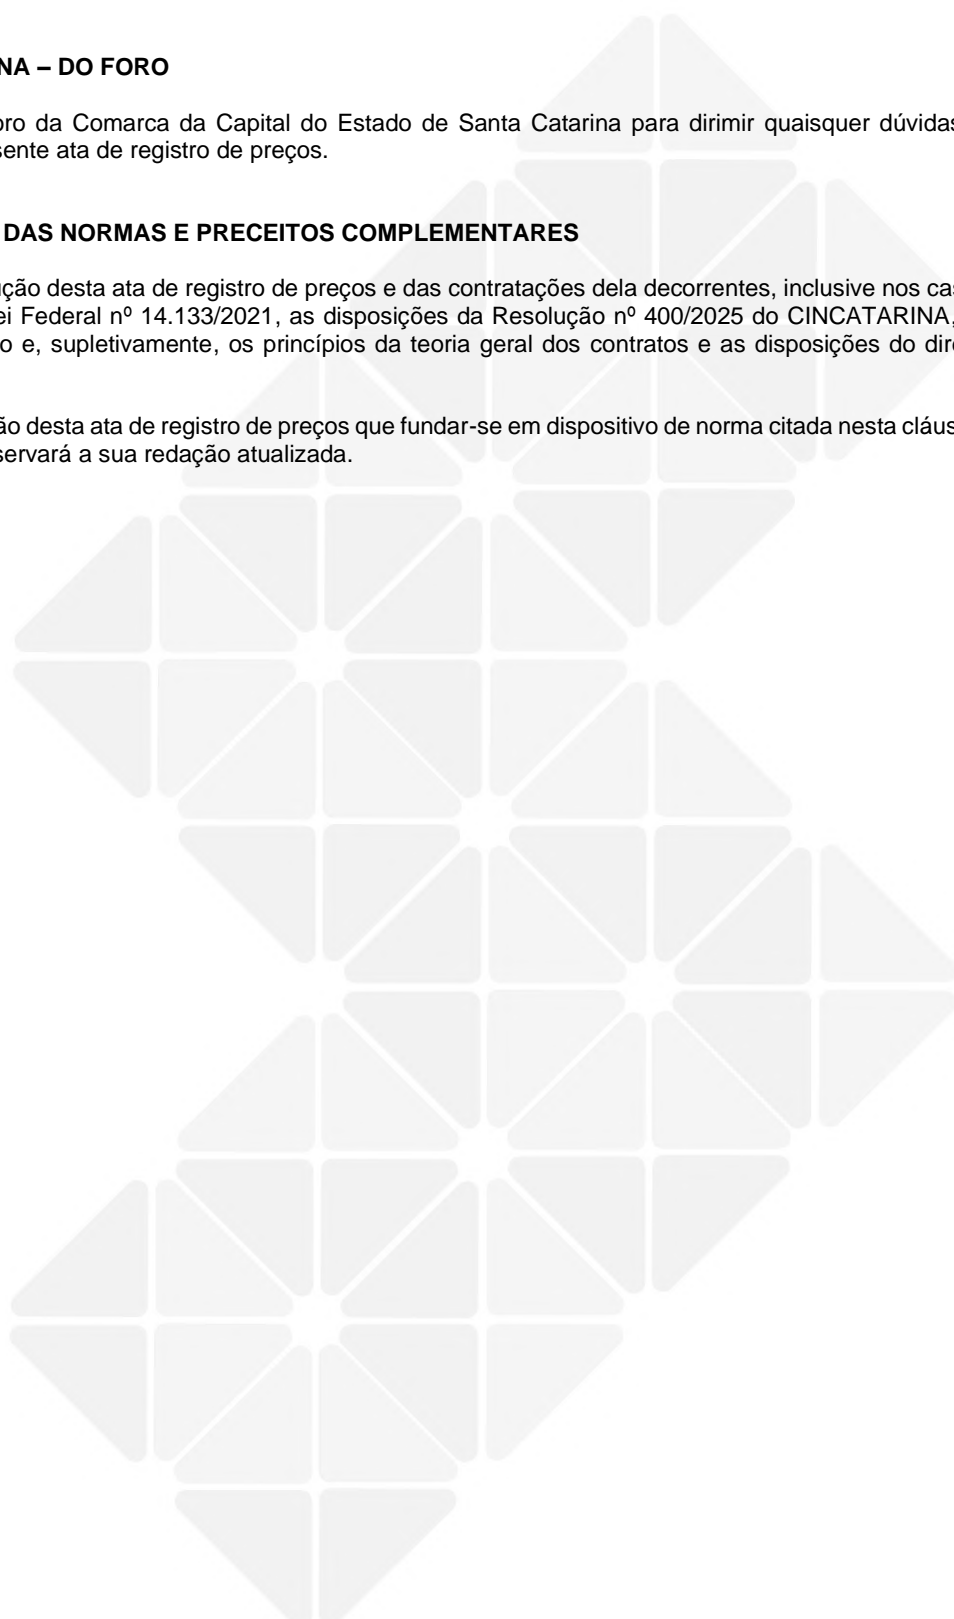 NA – DO FORO
oro da Comarca da Capital do Estado de Santa Catarina para dirimir quaisquer dúvidas
sente ata de registro de preços.
DAS NORMAS E PRECEITOS COMPLEMENTARES
ução desta ata de registro de preços e das contratações dela decorrentes, inclusive nos cas
ei Federal nº 14.133/2021, as disposições da Resolução nº 400/2025 do CINCATARINA,
o e, supletivamente, os princípios da teoria geral dos contratos e as disposições do dire
ão desta ata de registro de preços que fundar-se em dispositivo de norma citada nesta cláus
servará a sua redação atualizada.